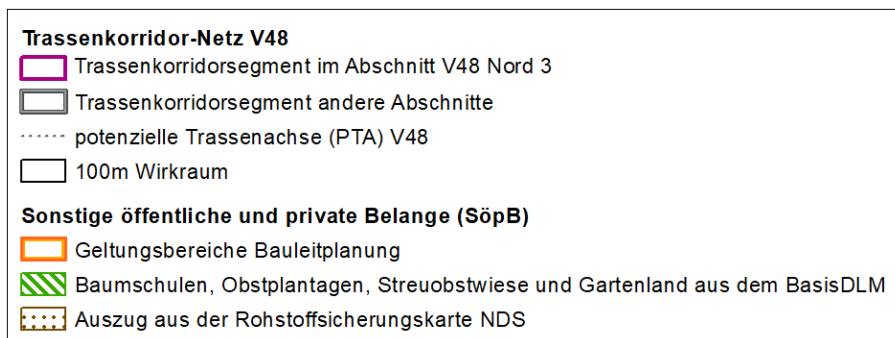 Trassenkorridor-Netz V48
Trassenkorridorsegment im Abschnitt V48 Nord 3
Trassenkorridorsegment andere Abschnitte
potenzielle Trassenachse (PTA) V48
100m Wirkraum
Sonstige öffentliche und private Belange (SöpB)
Geltungsbereiche Bauleitplanung
Baumschulen, Obstplantagen, Streuobstwiese und Gartenland aus dem BasisDLM
Auszug aus der Rohstoffsicherungskarte NDS